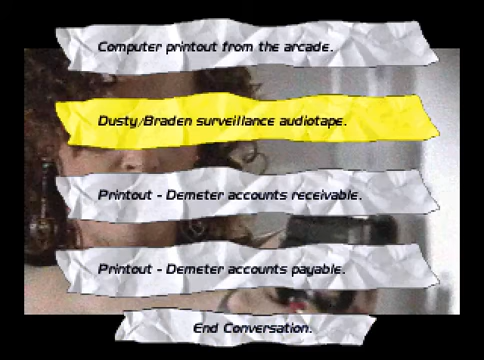 Computer printout from the arcade.
Dusty/Braden surveillance audiotape.
Printout - Demeter accounts receivable.
Printout - Demeter accounts payable.
End Conversation.